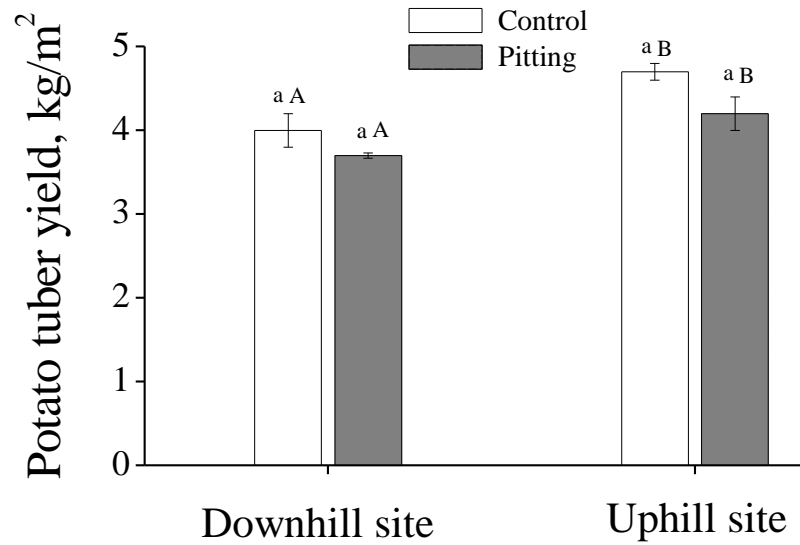 Control
Pitting
Potato tuber yield, kg/m²
5
4
3
2
1
0
a A
a A
a B
a B
Downhill site
Uphill site